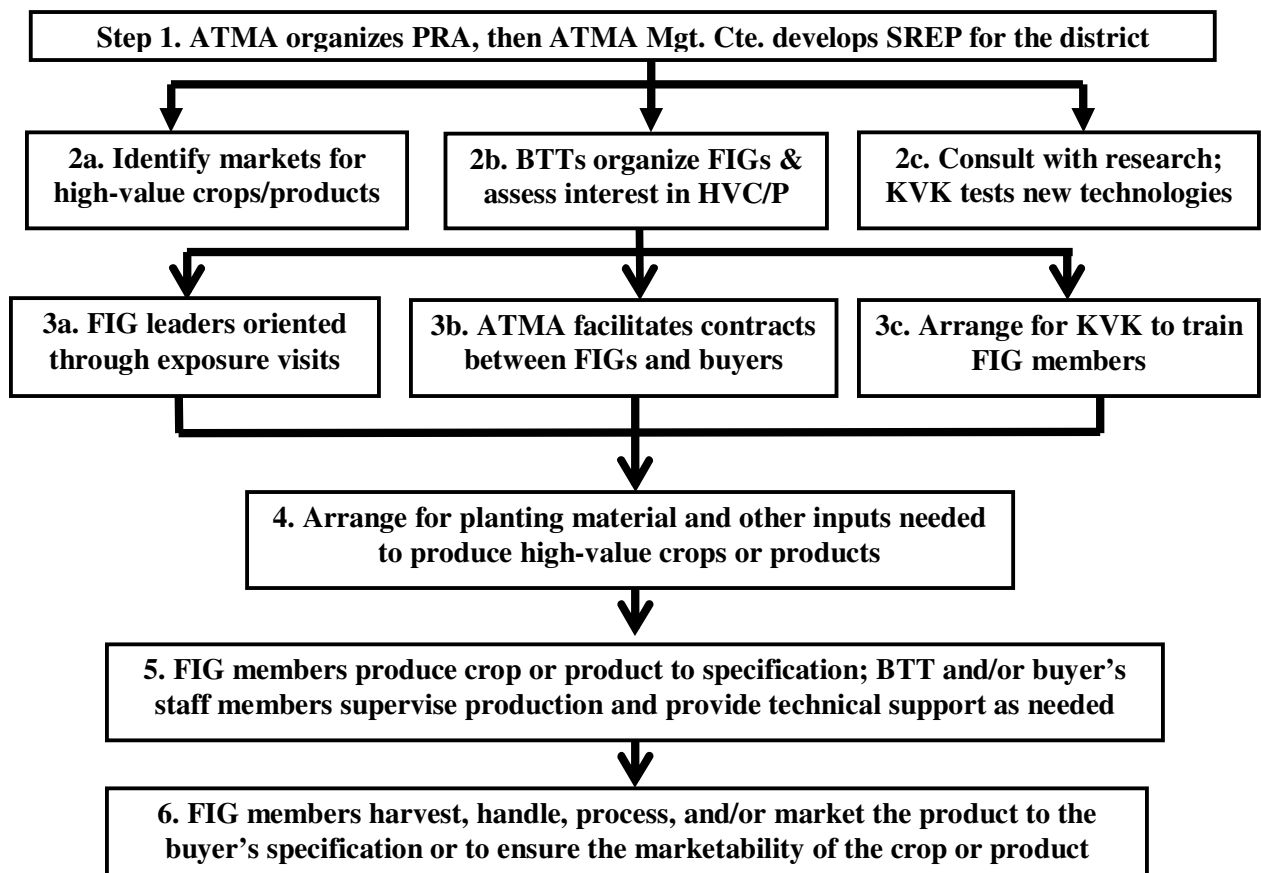 Step 1. ATMA organizes PRA, then ATMA Mgt. Cte. develops SREP for the district
2a. Identify markets for
high-value crops/products
2b. BTTs organize FIGs &
assess interest in HVC/P
2c. Consult with research;
KVK tests new technologies
3a. FIG leaders oriented
through exposure visits
3b. ATMA facilitates contracts
between FIGs and buyers
3c. Arrange for KVK to train
FIG members
4. Arrange for planting material and other inputs needed
to produce high-value crops or products
5. FIG members produce crop or product to specification; BTT and/or buyer’s
staff members supervise production and provide technical support as needed
6. FIG members harvest, handle, process, and/or market the product to the
buyer’s specification or to ensure the marketability of the crop or product